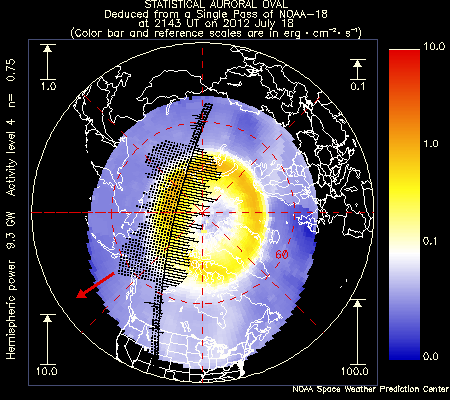 STATISTICAL AURORAL OVAL
Deduced from a Single Pass of NOAA-18
at 2143 UT on 2012 July 18
(Color bar and reference scales are in erg · cm⁻² · s⁻¹)
Hemispheric power 9.3 GW Activity level 4 n= 0.75
1.0
0.1
10.0
100.0
60
10.0
1.0
0.1
0.0
NOAA Space Weather Prediction Center